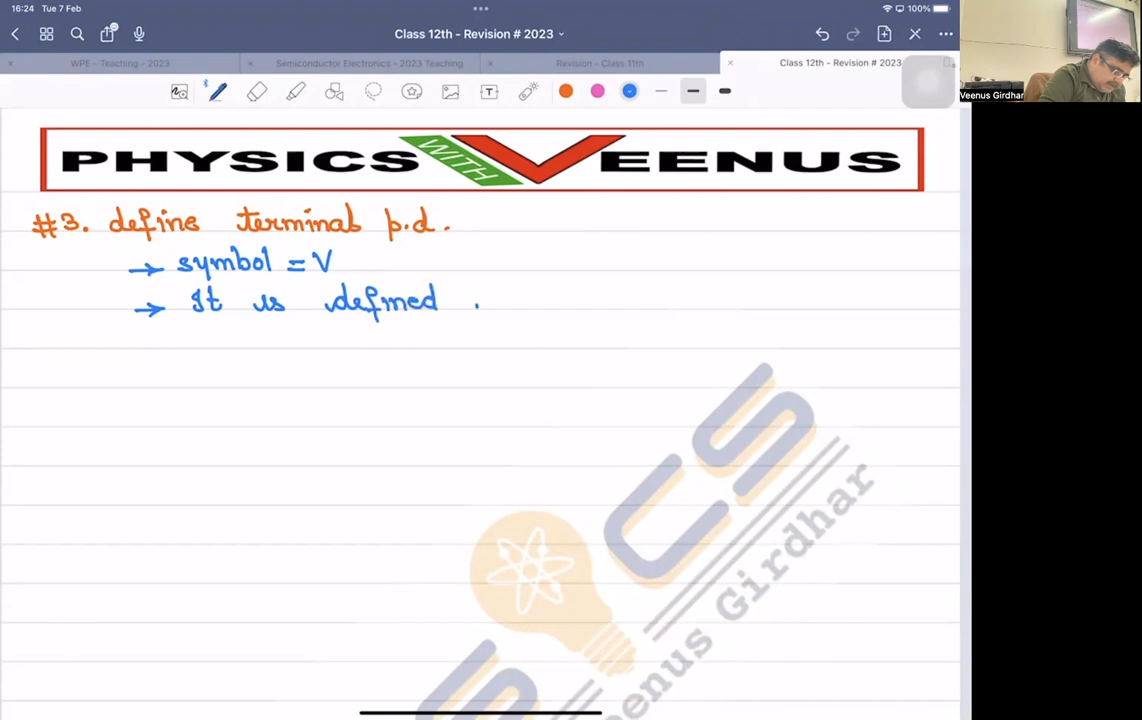 16:24 Tue 7 Feb
100%
Class 12th - Revision # 2023
WPE - Teaching - 2023
Semiconductor Electronics - 2023 Teaching
Revision - Class 11th
Class 12th - Revision # 2023
T
Veenus Girdhar
PHYSICS WITH VEENUS
#3. define terminal p.d.
→ symbol = V
→ It is defined
CS
Veenus Girdhar